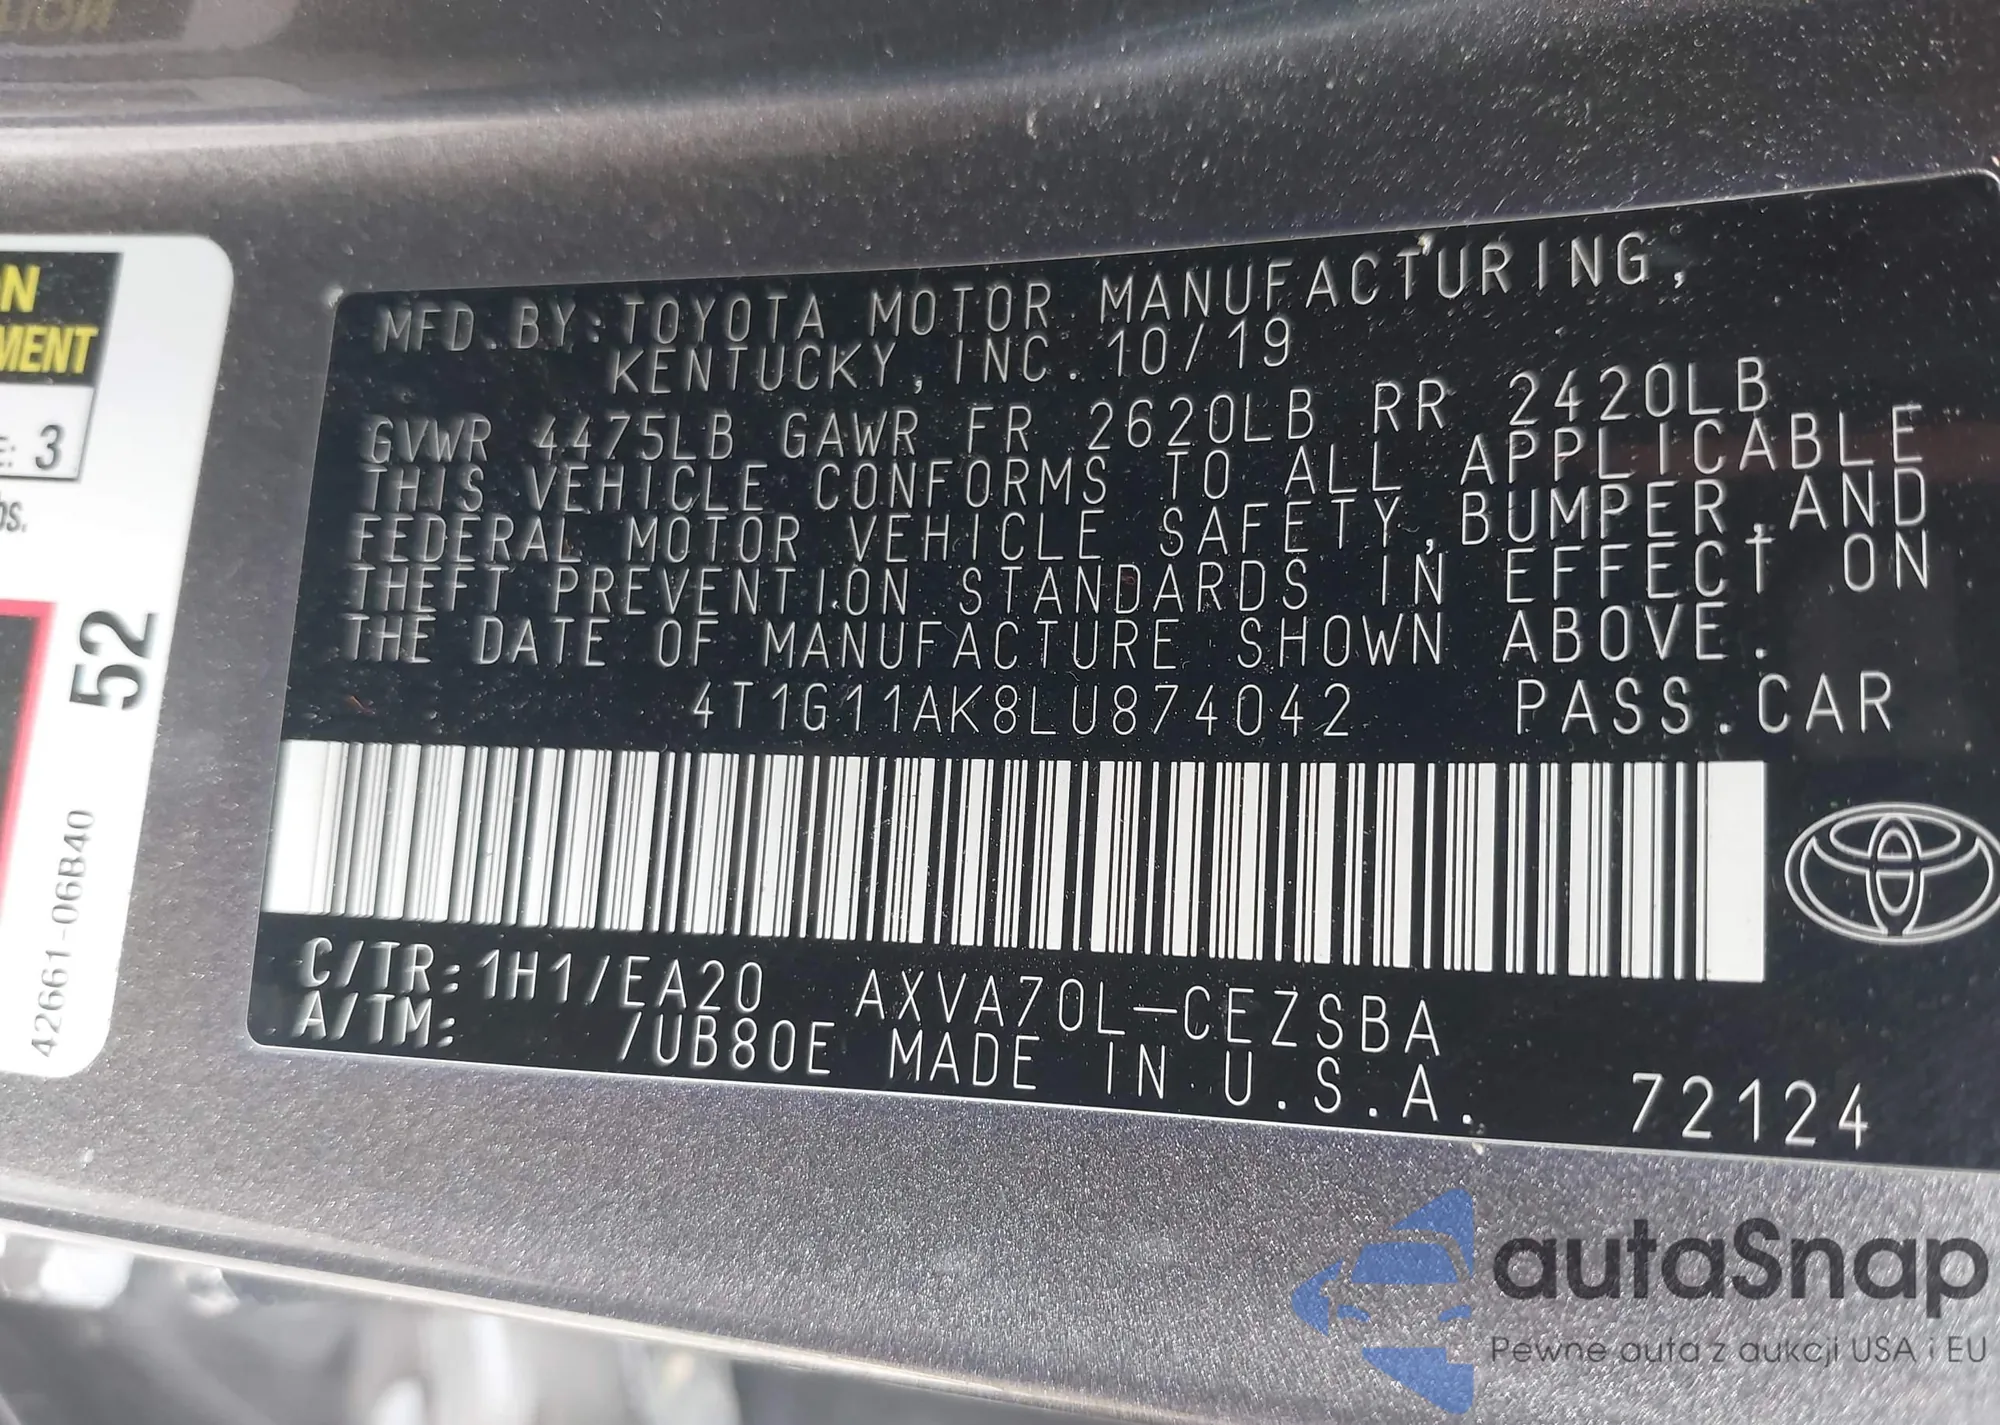 MFD.BY:TOYOTA MOTOR MANUFACTURING,
KENTUCKY, INC. 10/19
GVWR 4475LB GAWR FR 2620LB RR 2420LB
THIS VEHICLE CONFORMS TO ALL APPLICABLE
FEDERAL MOTOR VEHICLE SAFETY,BUMPER,AND
THEFT PREVENTION STANDARDS IN EFFECT ON
THE DATE OF MANUFACTURE SHOWN ABOVE.
4T1G11AK8LU874042 PASS.CAR
C/TR:1H1/EA20 AXVA70L-CEZSBA
A/TM: /UB80E MADE IN U.S.A.
72124
3
52
42661-06B40
autaSnap
Pewne auta z aukcji USA i EU